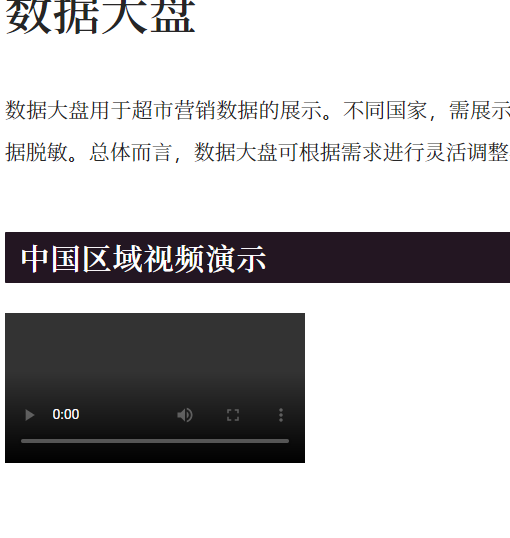 数据大盘
数据大盘用于超市营销数据的展示。不同国家，需展示
据脱敏。总体而言，数据大盘可根据需求进行灵活调整
中国区域视频演示
0:00